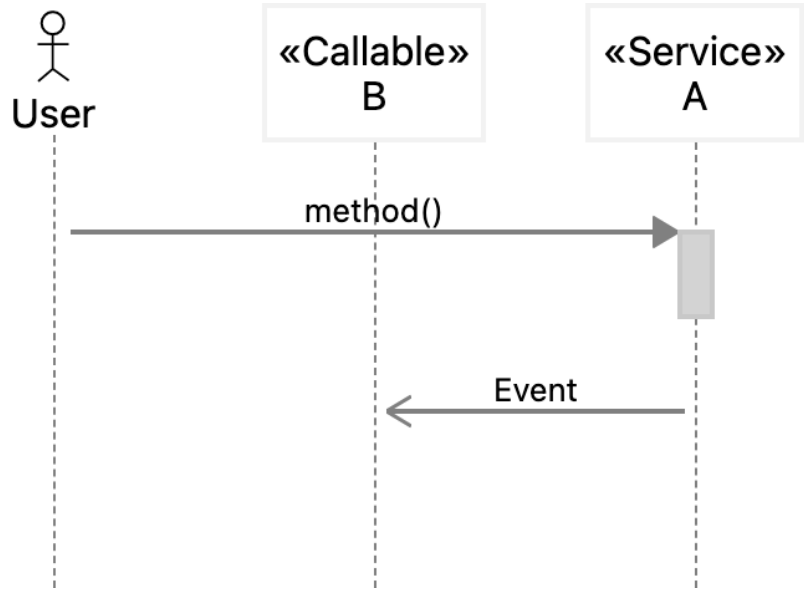 User
«Callable»
B
«Service»
A
method()
Event